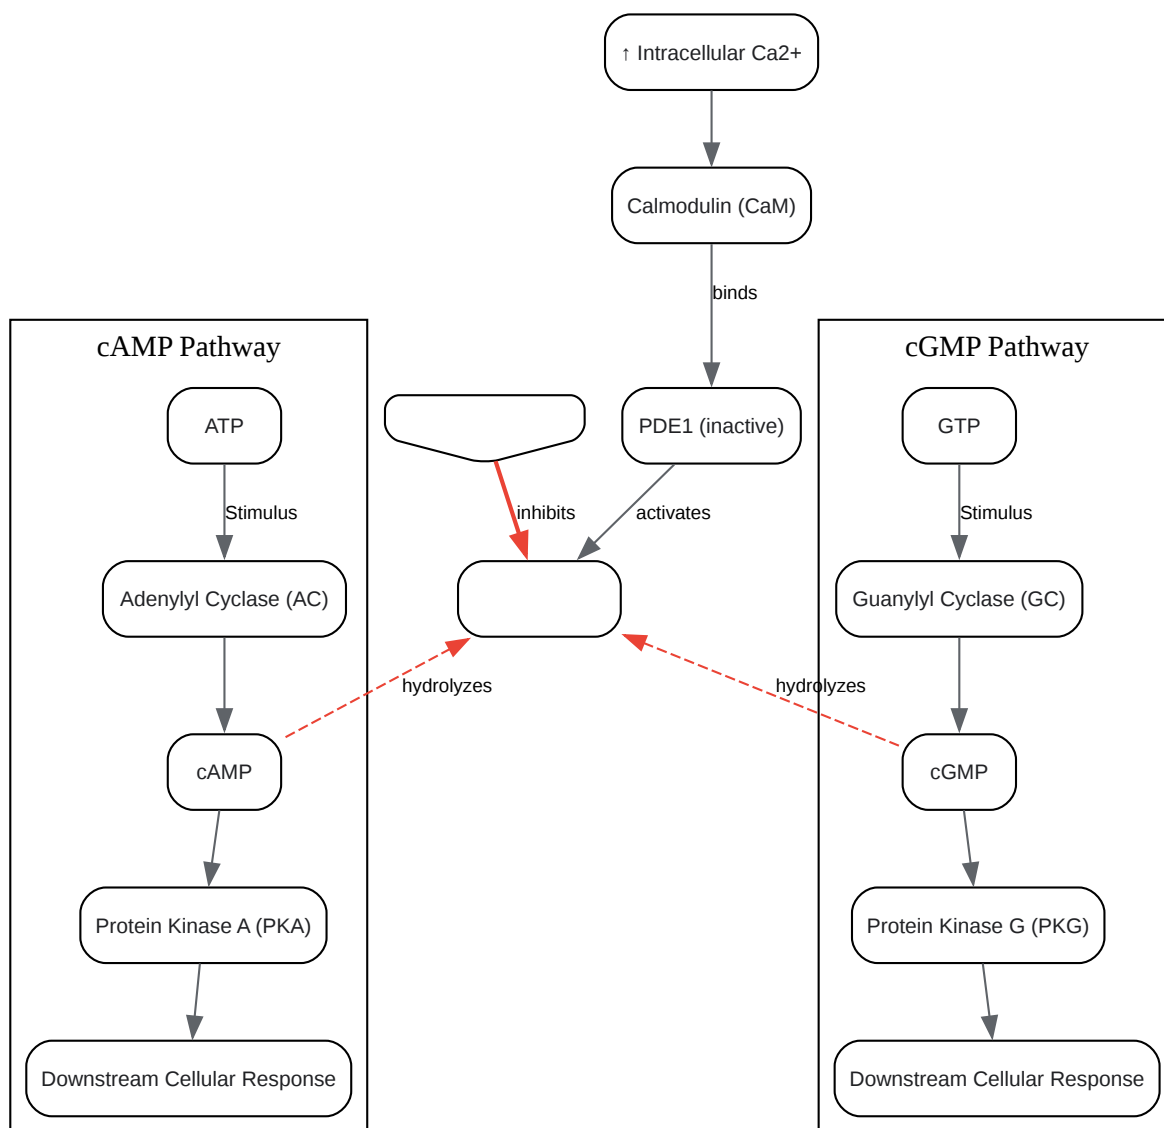 ↑ Intracellular Ca2+
Calmodulin (CaM)
binds
cAMP Pathway
cGMP Pathway
ATP
PDE1 (inactive)
GTP
Stimulus
inhibits
activates
Stimulus
Adenylyl Cyclase (AC)
Guanylyl Cyclase (GC)
hydrolyzes
hydrolyzes
cAMP
cGMP
Protein Kinase A (PKA)
Protein Kinase G (PKG)
Downstream Cellular Response
Downstream Cellular Response